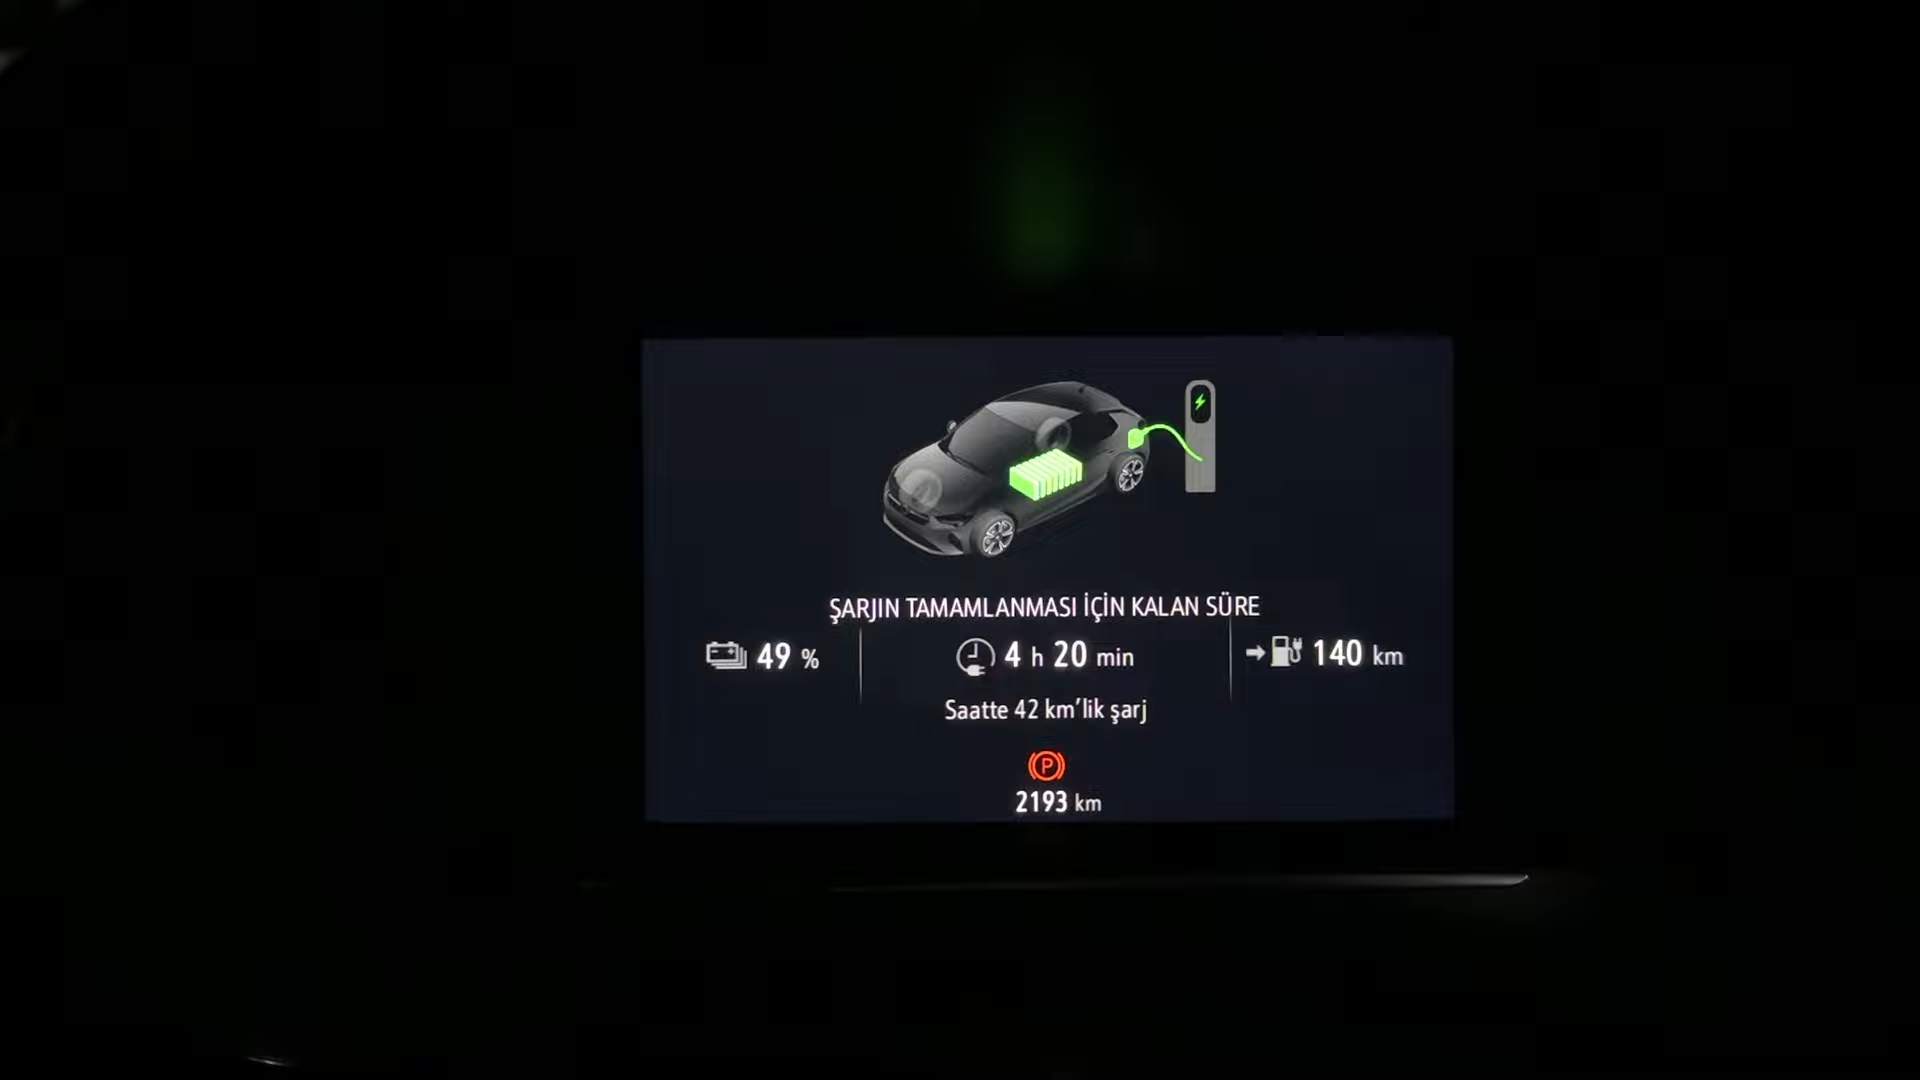 ŞARJIN TAMAMLANMASI İÇİN KALAN SÜRE
49 %
4 h 20 min
140 km
Saatte 42 km'lik şarj
P
2193 km